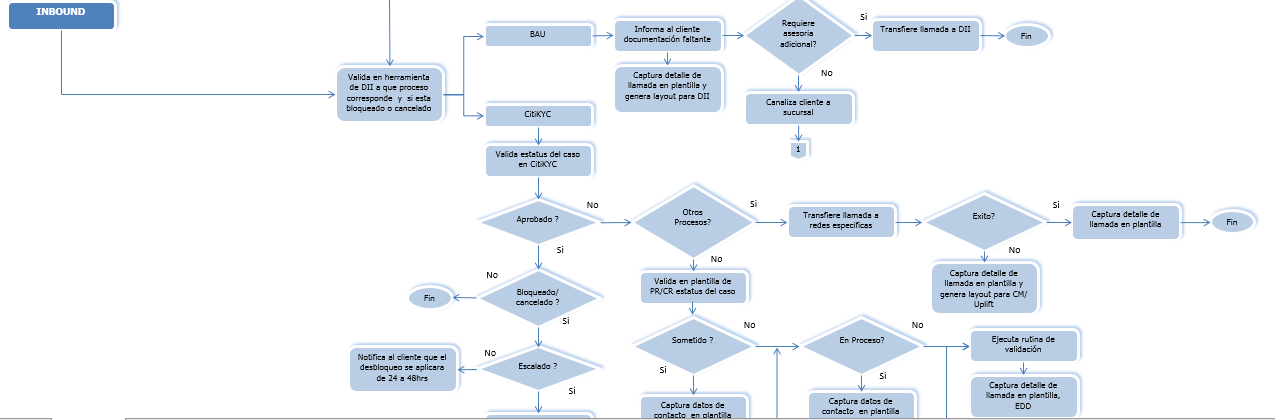 INBOUND
Valida en herramienta
de DII a que proceso
corresponde y si esta
bloqueado o cancelado
BAU
Informa al cliente
documentación faltante
Captura detalle de
llamada en plantilla y
genera layout para DII
Requiere
asesoria
adicional?
Si
Transfiere llamada a DII
Fin
No
Canaliza cliente a
sucursal
1
CitiKYC
Valida estatus del caso
en CitiKYC
Aprobado ?
No
Otros
Procesos?
Si
Transfiere llamada a
redes especificas
Exito?
Si
Captura detalle de
llamada en plantilla
Fin
No
Captura detalle de
llamada en plantilla y
genera layout para CM/
Uplift
Si
No
Valida en plantilla de
PR/CR estatus del caso
Bloqueado/
cancelado ?
No
Fin
Si
Sometido ?
No
En Proceso?
No
Ejecuta rutina de
validación
Captura detalle de
llamada en plantilla,
EDD
Escalado ?
No
Notifica al cliente que el
desbloqueo se aplicara
de 24 a 48hrs
Si
Si
Captura datos de
contacto en plantilla
Si
Captura datos de
contacto en plantilla